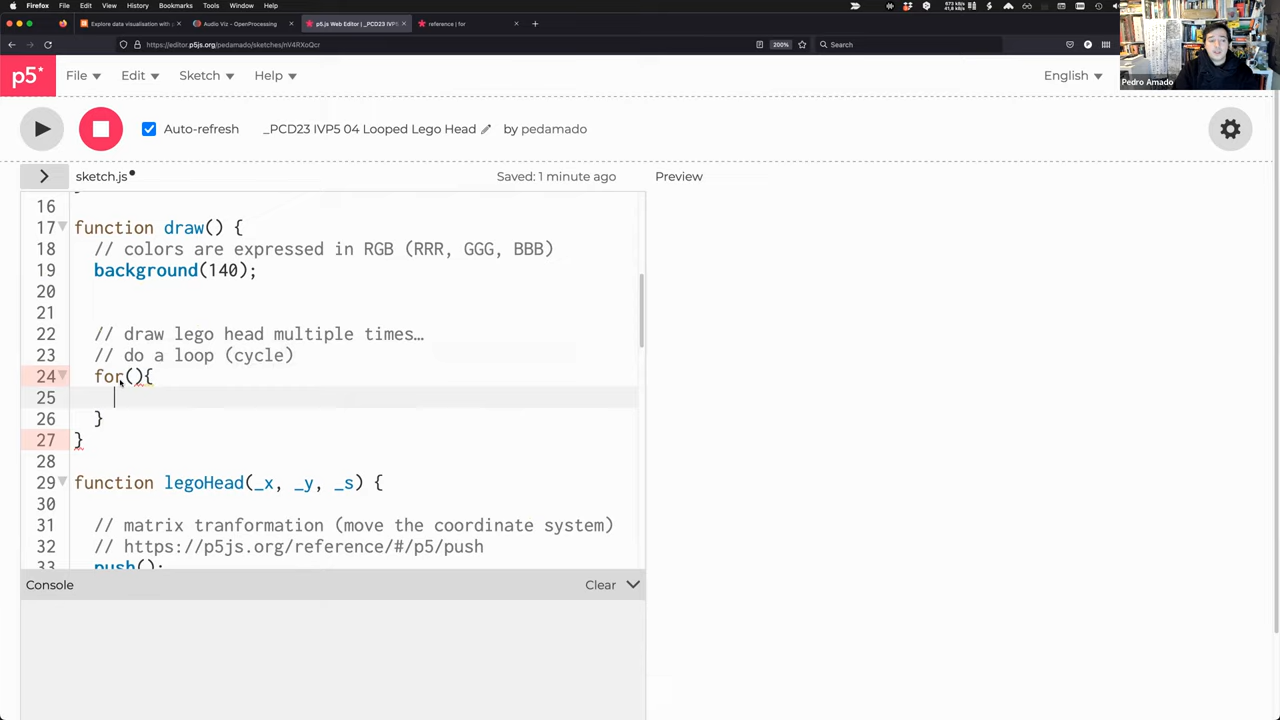 Firefox File Edit View History Bookmarks Tools Window Help
Explore data visualisation with p Audio Viz - OpenProcessing p5.js Web Editor | _PCD23 IVP5 reference | for
https://editor.p5js.org/pedamado/sketches/nV4RXoQcr 200% Search
Pedro Amado
p5* File Edit Sketch Help English
Auto-refresh _PCD23 IVP5 04 Looped Lego Head by pedamado
sketch.js Saved: 1 minute ago Preview
16
17 function draw() {
18 // colors are expressed in RGB (RRR, GGG, BBB)
19 background(140);
20
21
22 // draw lego head multiple times…
23 // do a loop (cycle)
24 for(){
25
26 }
27 }
28
29 function legoHead(_x, _y, _s) {
30
31 // matrix tranformation (move the coordinate system)
32 // https://p5js.org/reference/#/p5/push
33 push();
Console Clear